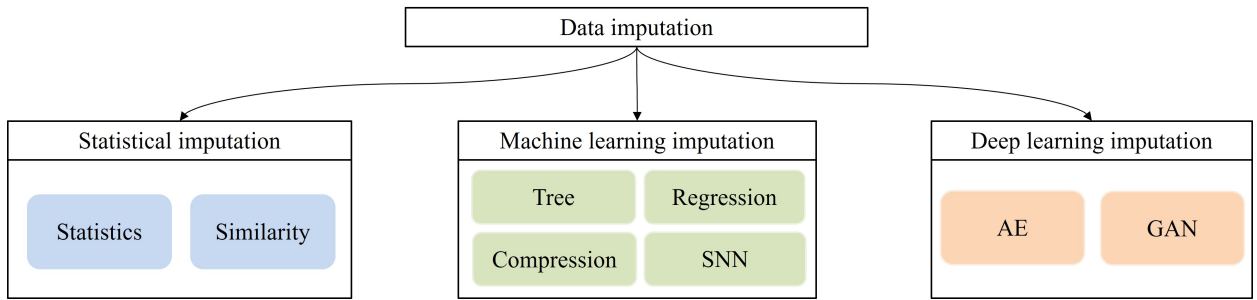 Data imputation
Statistical imputation
Statistics
Similarity
Machine learning imputation
Tree
Regression
Compression
SNN
Deep learning imputation
AE
GAN